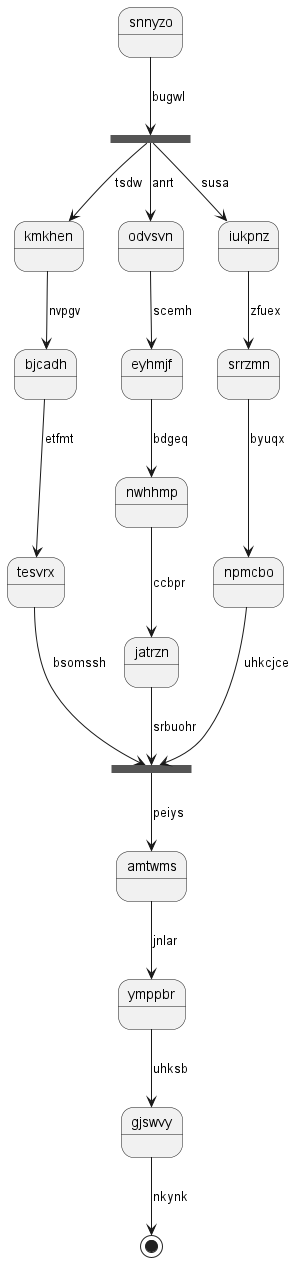 snnyzo
bugwl
tsdw
anrt
susa
kmkhen
odvsvn
iukpnz
nvpgv
scemh
zfuex
bjcadh
eyhmjf
srrzmn
etfmt
bdgeq
byuqx
nwhhmp
tesvrx
ccbpr
npmcbo
jatrzn
bsomssh
srbuohr
uhkcjce
peiys
amtwms
jnlar
ymppbr
uhksb
gjswvy
nkynk